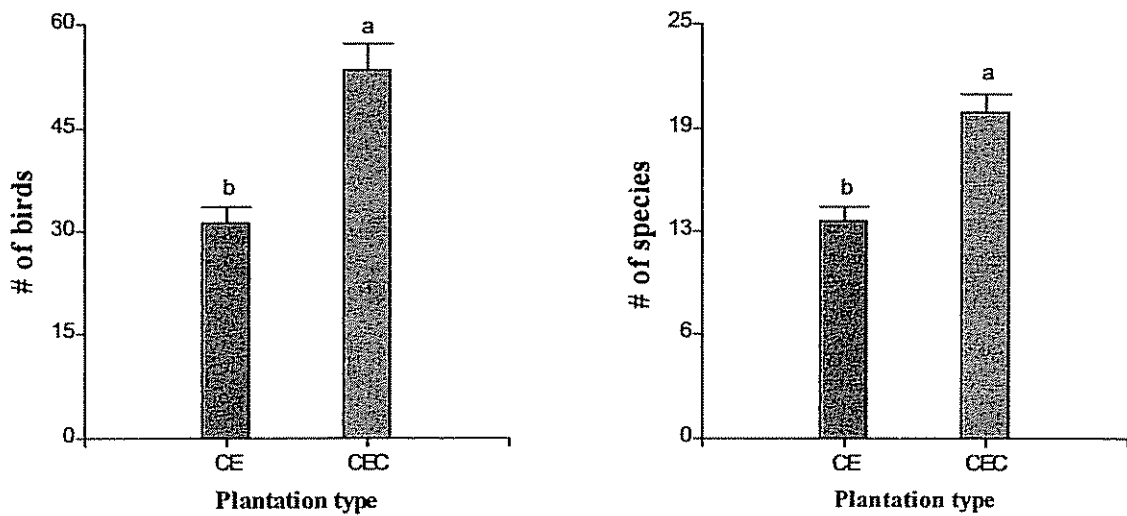 60
45
30
15
0
# of birds
b
a
CE
CEC
Plantation type
25
19
13
6
0
# of species
b
a
CE
CEC
Plantation type